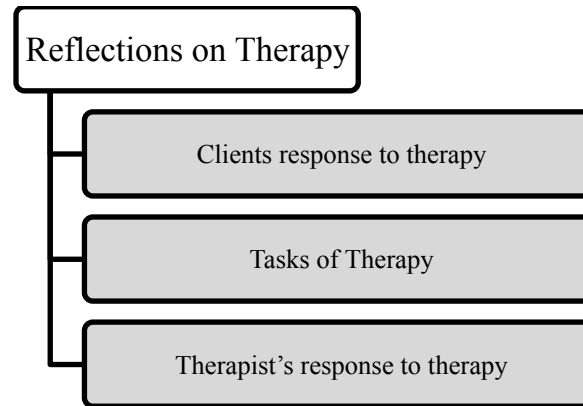 Reflections on Therapy
Clients response to therapy
Tasks of Therapy
Therapist’s response to therapy